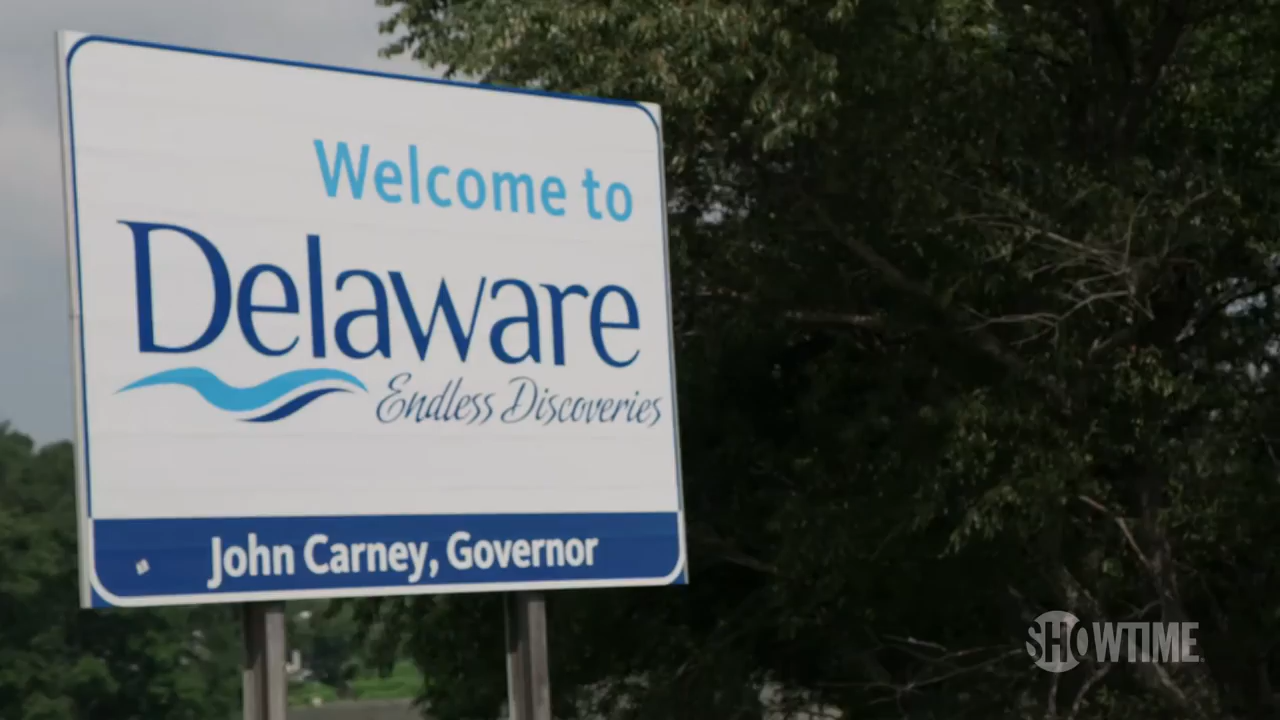 Welcome to
Delaware
Endless Discoveries
John Carney, Governor
SHOWTIME